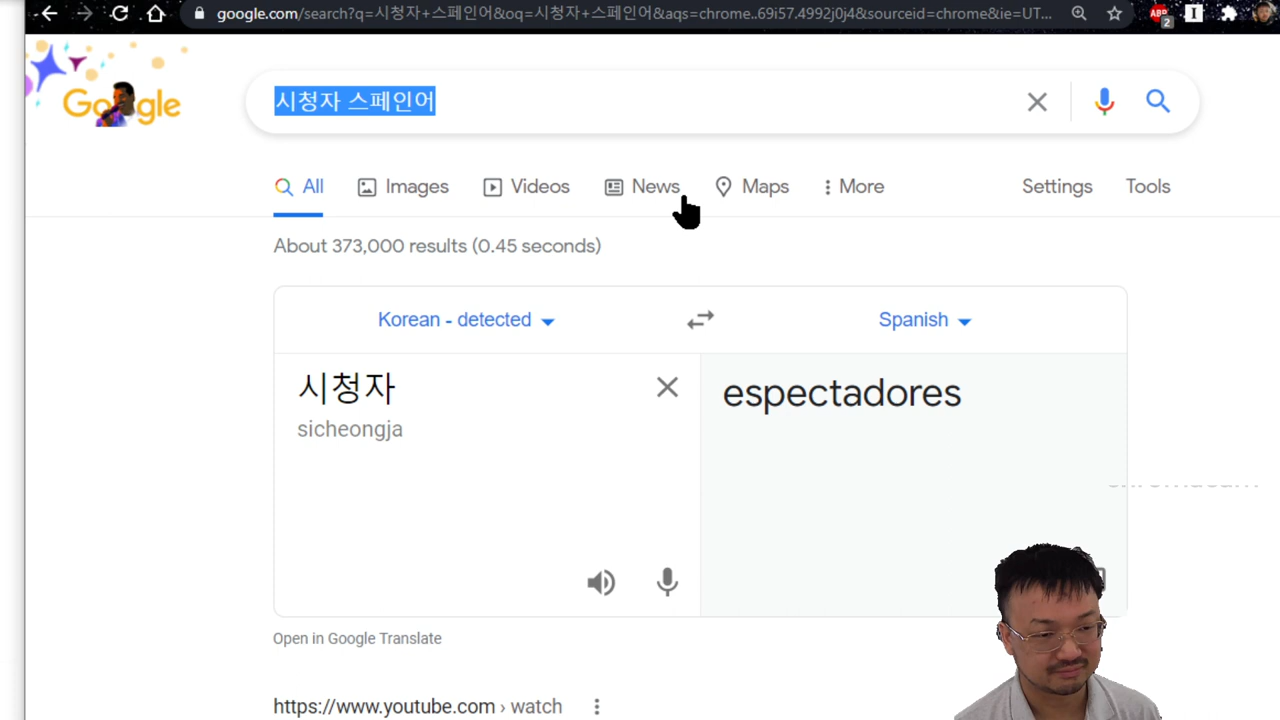 google.com/search?q=시청자+스페인어&oq=시청자+스페인어&aqs=chrome..69i57.4992j0j4&sourceid=chrome&ie=UT...
ABP
2
Google
시청자 스페인어
All
Images
Videos
News
Maps
More
Settings
Tools
About 373,000 results (0.45 seconds)
Korean - detected
Spanish
시청자
espectadores
sicheongja
Open in Google Translate
https://www.youtube.com › watch